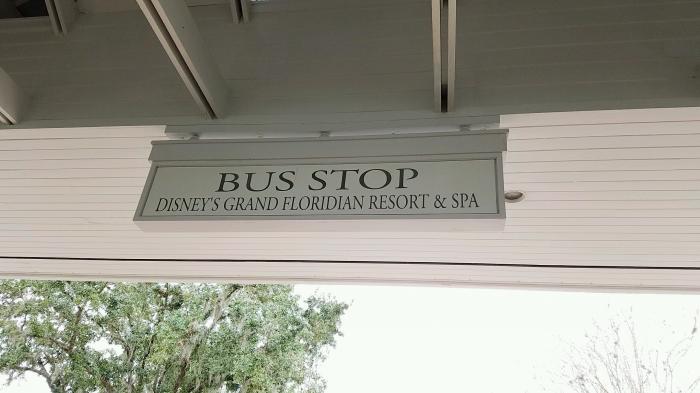 BUS STOP
DISNEY'S GRAND FLORIDIAN RESORT & SPA